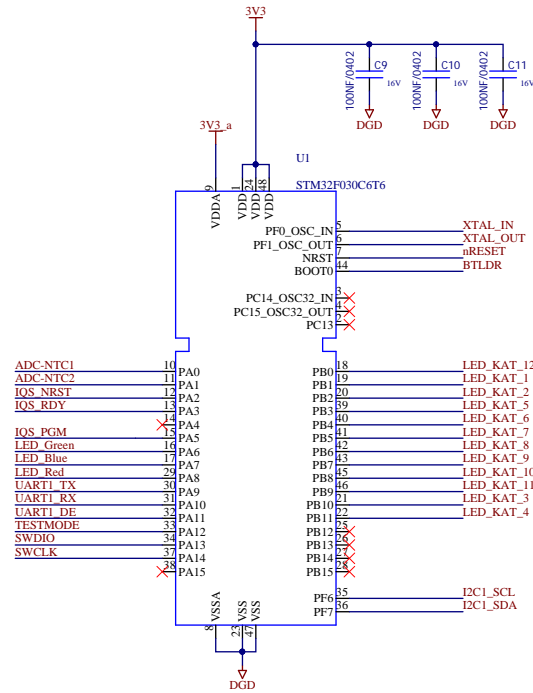 3V3
C9
C10
C11
100NF/0402
16V
100NF/0402
16V
100NF/0402
16V
DGD
DGD
DGD
3V3_a
U1
STM32F030C6T6
9
1
24
48
VDDA
VDD
VDD
VDD
PF0_OSC_IN 5 XTAL_IN
PF1_OSC_OUT 6 XTAL_OUT
NRST 7 nRESET
BOOT0 44 BTLDR
PC14_OSC32_IN 3
PC15_OSC32_OUT 4
PC13 2
ADC-NTC1 10 PA0 PB0 18 LED_KAT_12
ADC-NTC2 11 PA1 PB1 19 LED_KAT_1
IQS_NRST 12 PA2 PB2 20 LED_KAT_2
IQS_RDY 13 PA3 PB3 39 LED_KAT_5
14 PA4 PB4 40 LED_KAT_6
IQS_PGM 15 PA5 PB5 41 LED_KAT_7
LED_Green 16 PA6 PB6 42 LED_KAT_8
LED_Blue 17 PA7 PB7 43 LED_KAT_9
LED_Red 29 PA8 PB8 45 LED_KAT_10
UART1_TX 30 PA9 PB9 46 LED_KAT_11
UART1_RX 31 PA10 PB10 21 LED_KAT_3
UART1_DE 32 PA11 PB11 22 LED_KAT_4
TESTMODE 33 PA12 PB12 25
SWDIO 34 PA13 PB13 26
SWCLK 37 PA14 PB14 27
38 PA15 PB15 28
PF6 35 I2C1_SCL
PF7 36 I2C1_SDA
VSSA
VSS
VSS
8
23
47
DGD